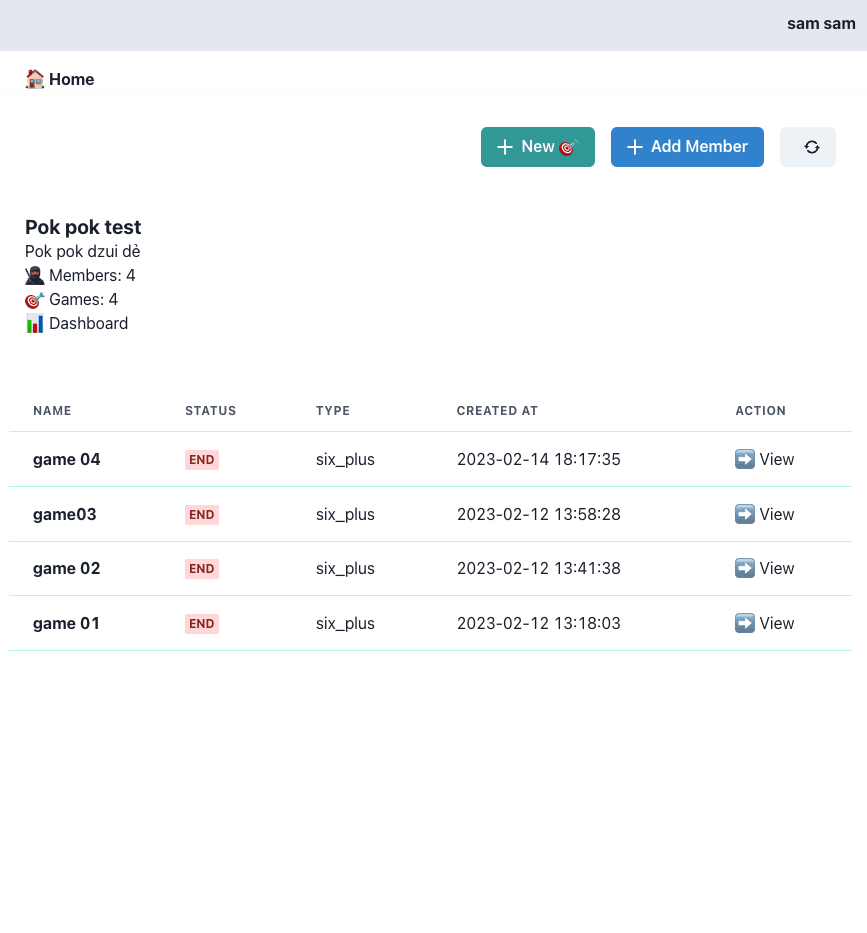 sam sam
🏠 Home
+ New 🎯
+ Add Member
Pok pok test
Pok pok dzui dẻ
🥷 Members: 4
🎯 Games: 4
📊 Dashboard
NAME STATUS TYPE CREATED AT ACTION
game 04 END six_plus 2023-02-14 18:17:35 ➡️ View
game03 END six_plus 2023-02-12 13:58:28 ➡️ View
game 02 END six_plus 2023-02-12 13:41:38 ➡️ View
game 01 END six_plus 2023-02-12 13:18:03 ➡️ View